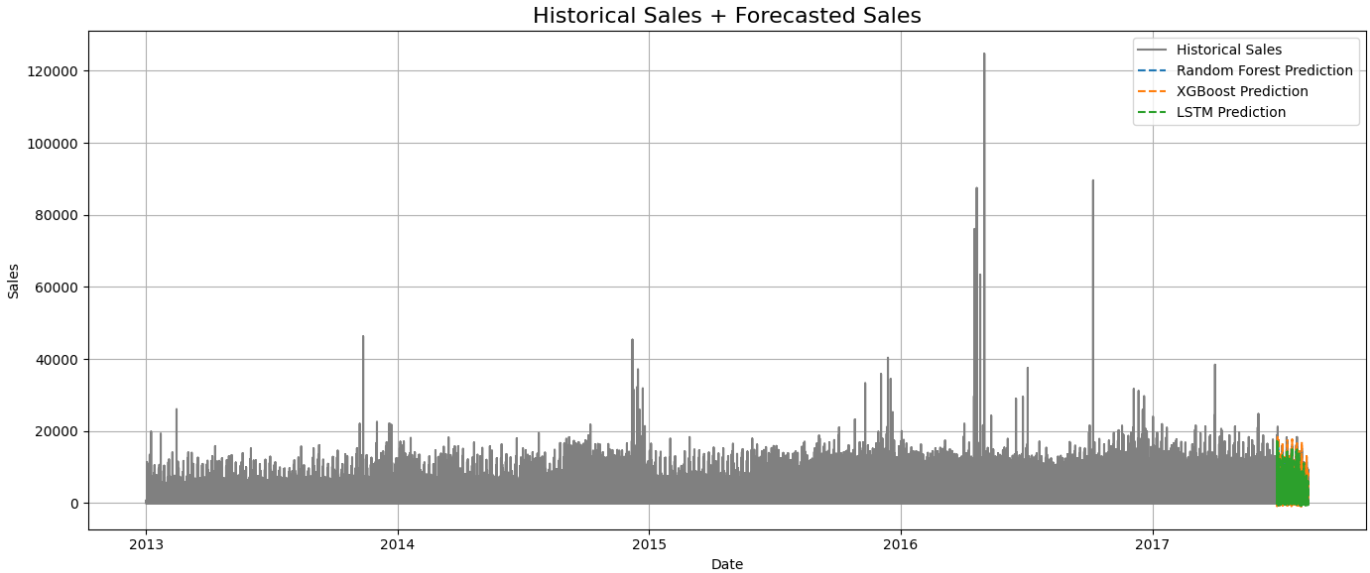 Historical Sales + Forecasted Sales
Historical Sales
Random Forest Prediction
XGBoost Prediction
LSTM Prediction
120000
100000
80000
60000
40000
20000
0
Sales
2013 2014 2015 2016 2017
Date